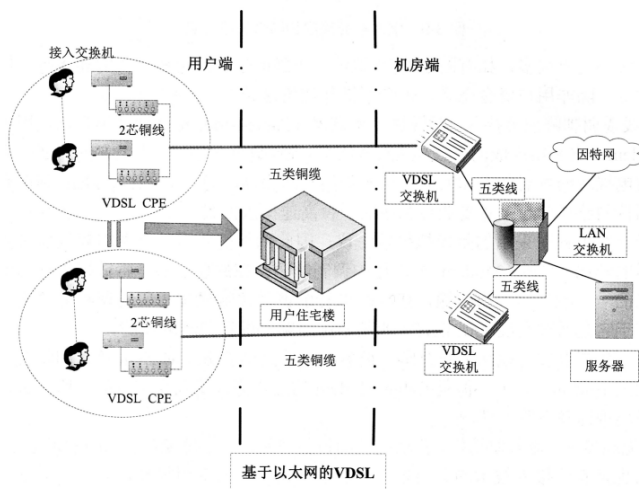 接入交换机
用户端
机房端
2芯铜线
VDSL CPE
五类铜缆
VDSL
交换机
五类线
因特网
LAN
交换机
五类线
用户住宅楼
2芯铜线
VDSL CPE
五类铜缆
VDSL
交换机
服务器
基于以太网的VDSL